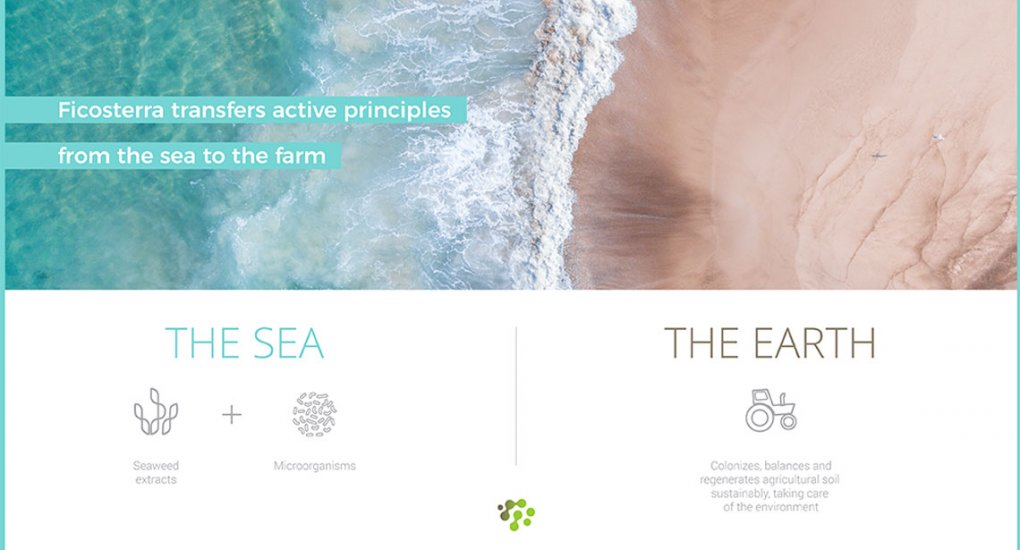 Ficosterra transfers active principles
from the sea to the farm
THE SEA
+
Seaweed
extracts
Microorganisms
THE EARTH
Colonizes, balances and
regenerates agricultural soil
sustainably, taking care
of the environment